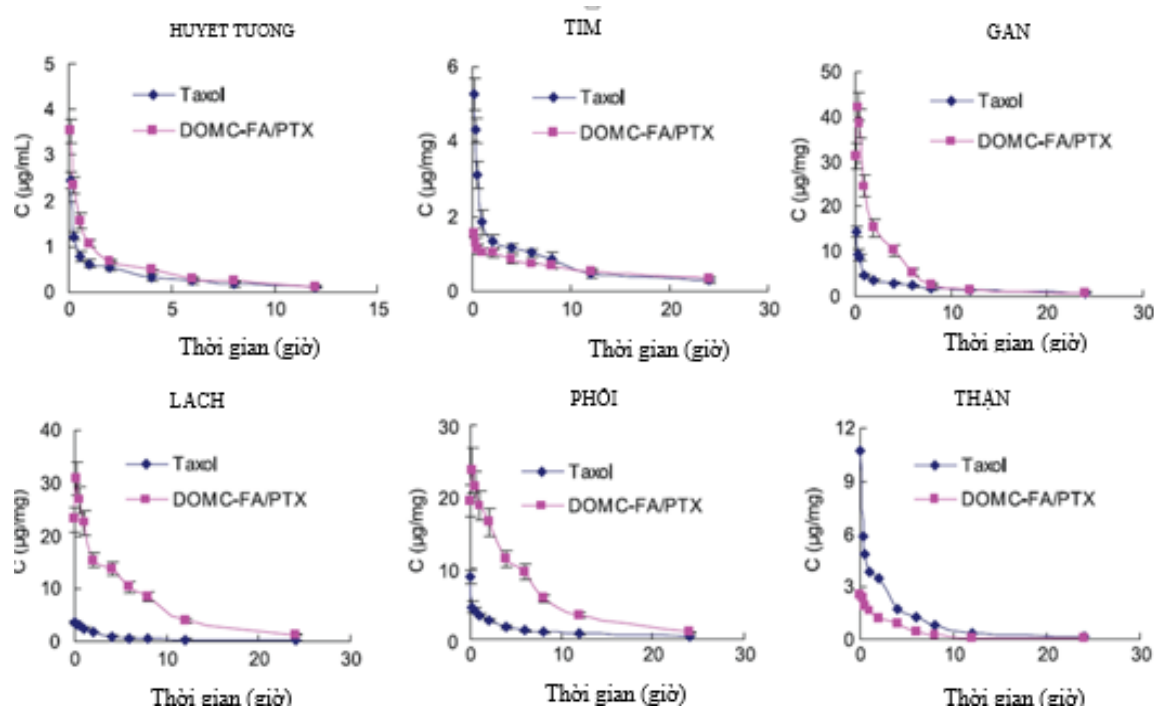 HUYET TUONG
5
4
3
2
1
0
C (µg/mL)
Taxol
DOMC-FA/PTX
0 5 10 15
Thời gian (giờ)
TIM
6
4
2
0
C (µg/mg)
Taxol
DOMC-FA/PTX
0 10 20 30
Thời gian (giờ)
GAN
50
40
30
20
10
0
C (µg/mg)
Taxol
DOMC-FA/PTX
0 10 20 30
Thời gian (giờ)
LACH
40
30
20
10
0
C (µg/mg)
Taxol
DOMC-FA/PTX
0 10 20 30
Thời gian (giờ)
PHỔI
30
20
10
0
C (µg/mg)
Taxol
DOMC-FA/PTX
0 10 20 30
Thời gian (giờ)
THẬN
12
9
6
3
0
C (µg/mg)
Taxol
DOMC-FA/PTX
0 10 20 30
Thời gian (giờ)